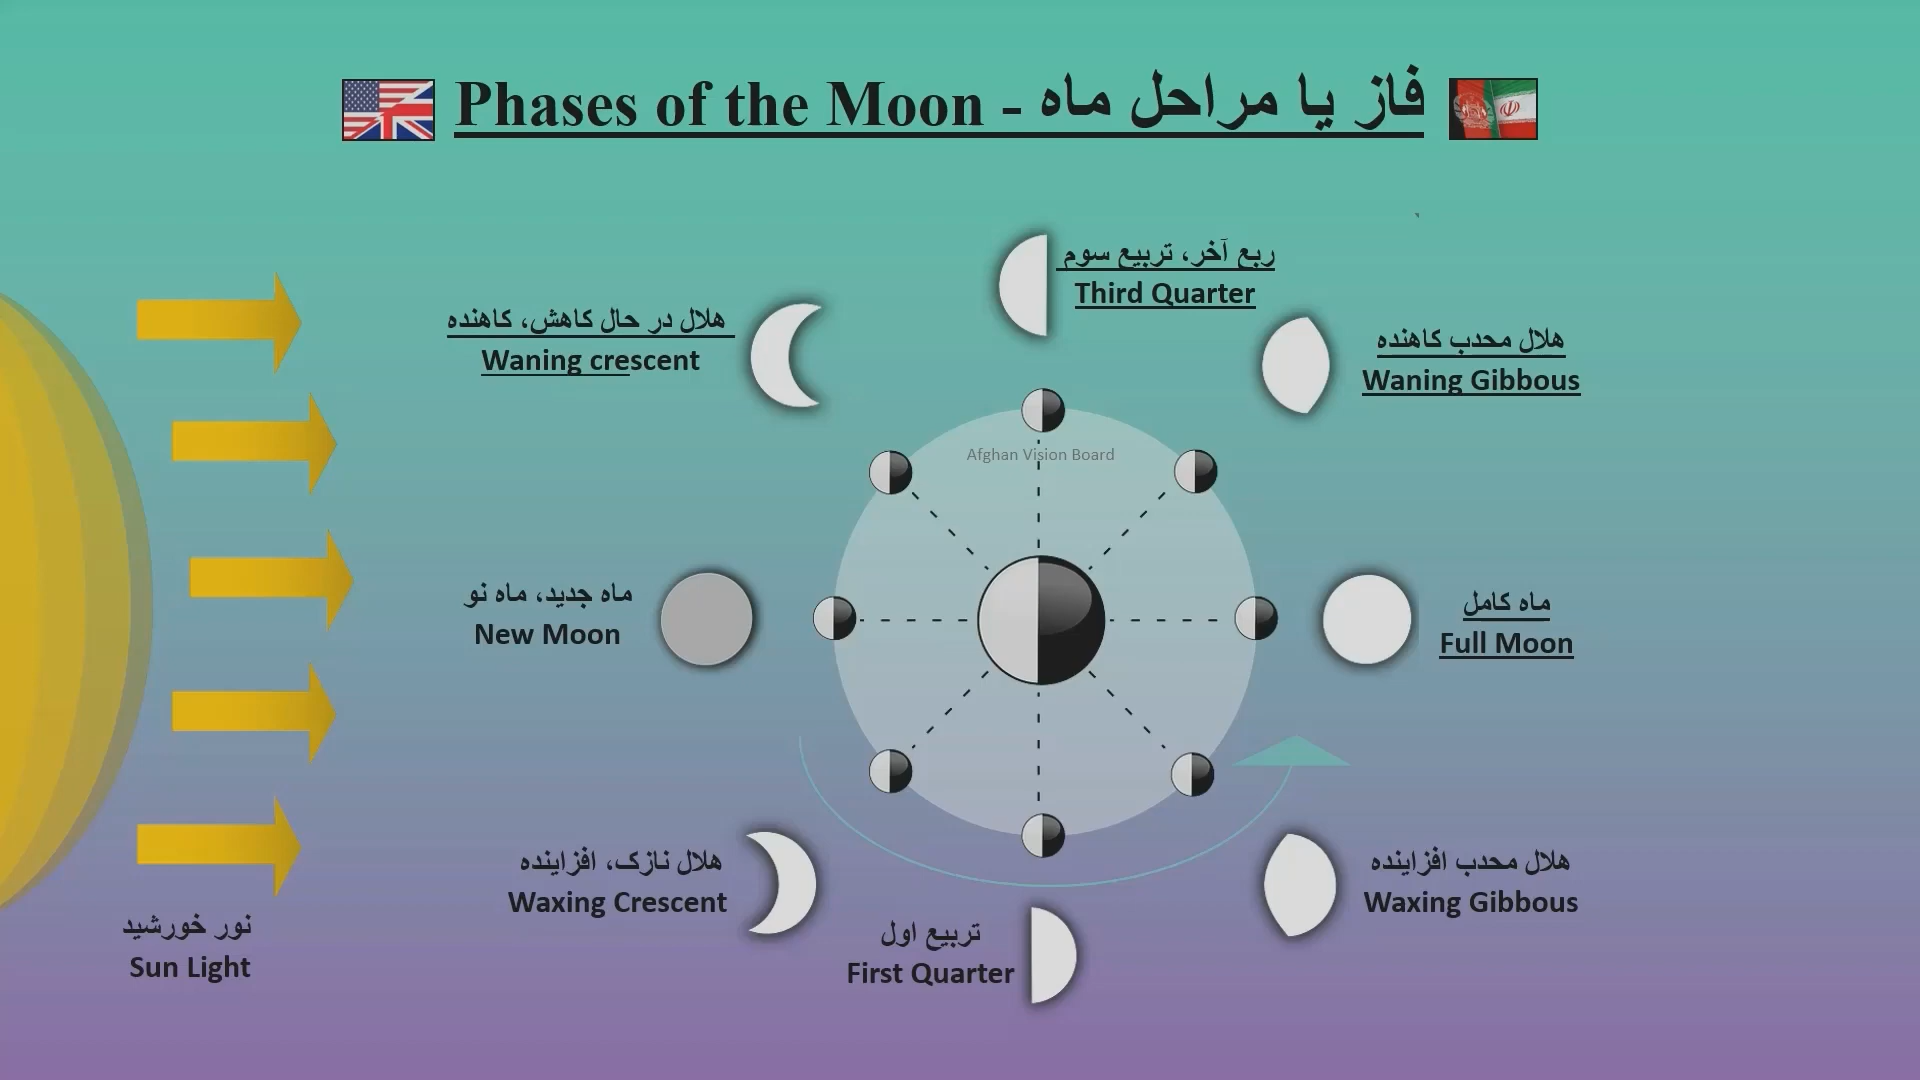 Phases of the Moon - فاز یا مراحل ماه
ربع آخر، تربیع سوم
Third Quarter
هلال در حال کاهش، کاهنده
Waning crescent
هلال محدب کاهنده
Waning Gibbous
Afghan Vision Board
ماه جدید، ماه نو
New Moon
ماه کامل
Full Moon
هلال نازک، افزاینده
Waxing Crescent
هلال محدب افزاینده
Waxing Gibbous
تربیع اول
First Quarter
نور خورشید
Sun Light